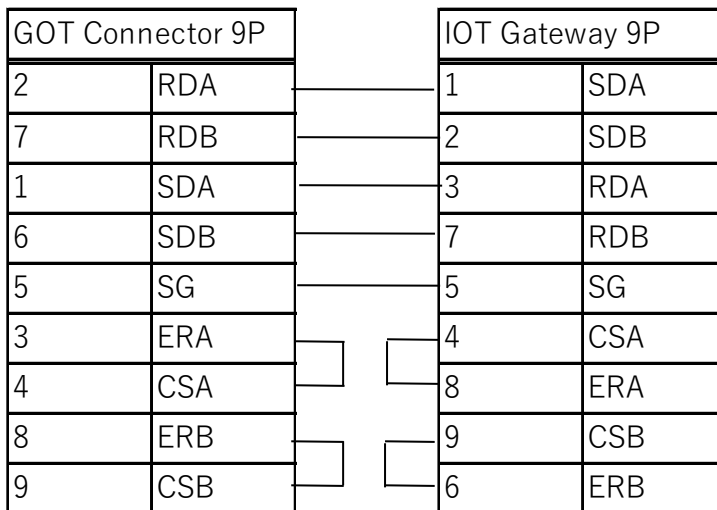 GOT Connector 9P IOT Gateway 9P
2 RDA 1 SDA
7 RDB 2 SDB
1 SDA 3 RDA
6 SDB 7 RDB
5 SG 5 SG
3 ERA 4 CSA
4 CSA 8 ERA
8 ERB 9 CSB
9 CSB 6 ERB